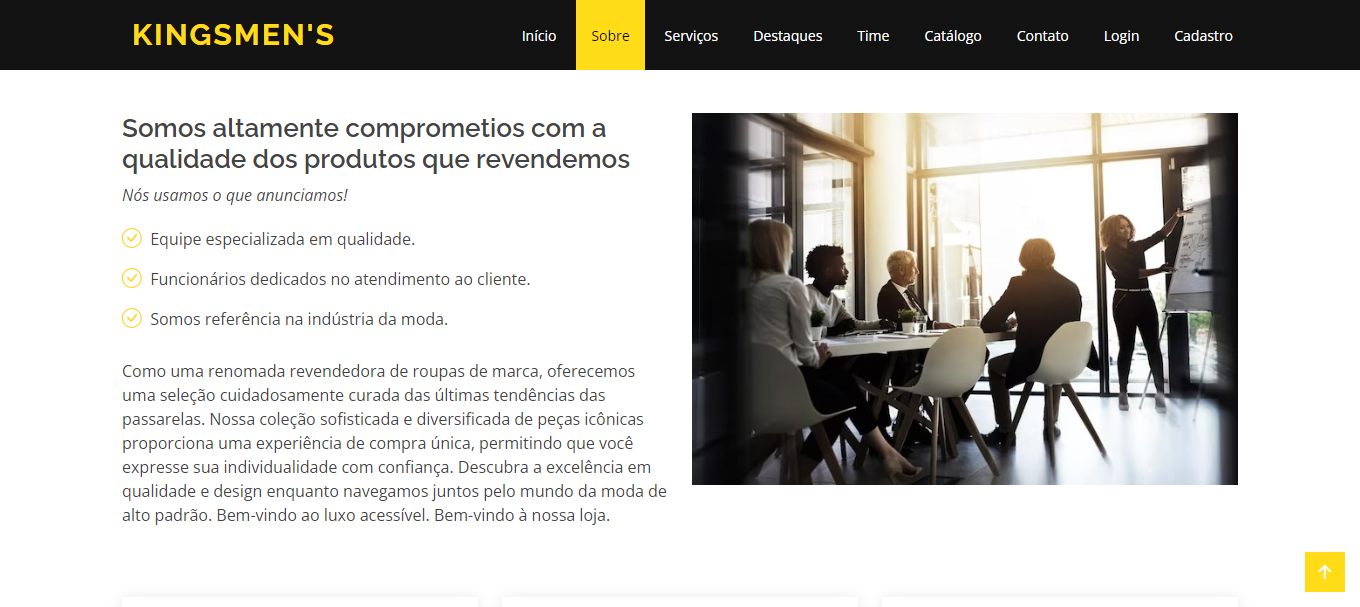 KINGSMEN'S
Início Sobre Serviços Destaques Time Catálogo Contato Login Cadastro
Somos altamente comprometios com a
qualidade dos produtos que revendemos
Nós usamos o que anunciamos!
Equipe especializada em qualidade.
Funcionários dedicados no atendimento ao cliente.
Somos referência na indústria da moda.
Como uma renomada revendedora de roupas de marca, oferecemos
uma seleção cuidadosamente curada das últimas tendências das
passarelas. Nossa coleção sofisticada e diversificada de peças icônicas
proporciona uma experiência de compra única, permitindo que você
expresse sua individualidade com confiança. Descubra a excelência em
qualidade e design enquanto navegamos juntos pelo mundo da moda de
alto padrão. Bem-vindo ao luxo acessível. Bem-vindo à nossa loja.